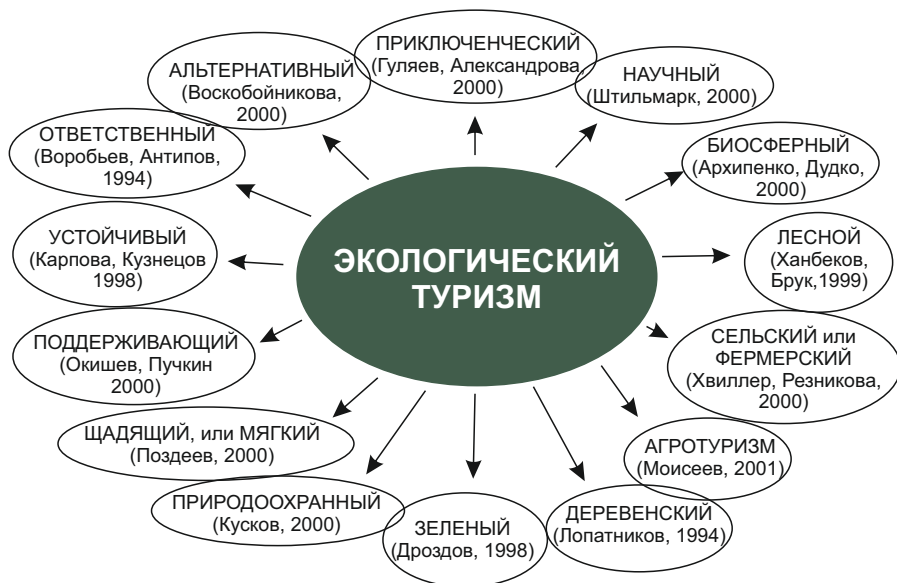 ПРИКЛЮЧЕНЧЕСКИЙ
(Гуляев, Александрова,
2000)
НАУЧНЫЙ
(Штильмарк, 2000)
БИОСФЕРНЫЙ
(Архипенко, Дудко,
2000)
ЛЕСНОЙ
(Ханбеков,
Брук,1999)
СЕЛЬСКИЙ или
ФЕРМЕРСКИЙ
(Хвиллер, Резникова,
2000)
АГРОТУРИЗМ
(Моисеев, 2001)
ДЕРЕВЕНСКИЙ
(Лопатников, 1994)
ЗЕЛЕНЫЙ
(Дроздов, 1998)
ПРИРОДООХРАННЫЙ
(Кусков, 2000)
ЩАДЯЩИЙ, или МЯГКИЙ
(Поздеев, 2000)
ПОДДЕРЖИВАЮЩИЙ
(Окишев, Пучкин
2000)
УСТОЙЧИВЫЙ
(Карпова, Кузнецов
1998)
ОТВЕТСТВЕННЫЙ
(Воробьев, Антипов,
1994)
АЛЬТЕРНАТИВНЫЙ
(Воскобойникова,
2000)
ЭКОЛОГИЧЕСКИЙ
ТУРИЗМ